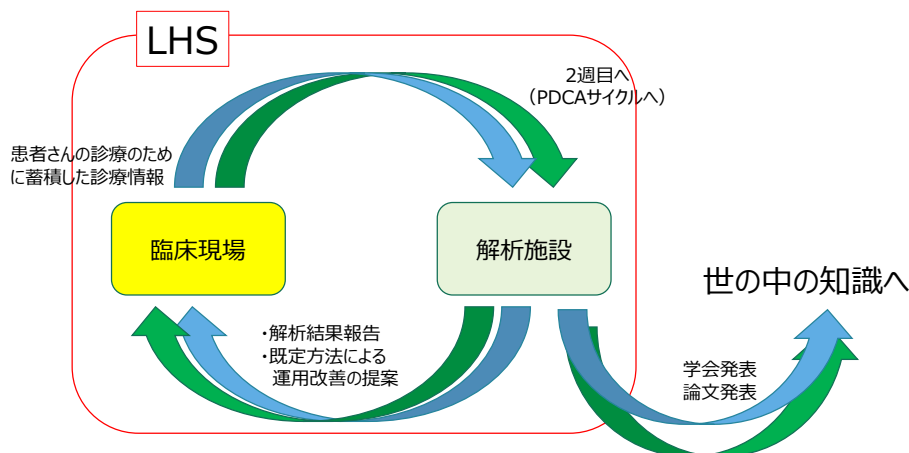 LHS
2週目へ
(PDCAサイクルへ)
患者さんの診療のため
に蓄積した診療情報
臨床現場
解析施設
世の中の知識へ
・解析結果報告
・既定方法による
運用改善の提案
学会発表
論文発表